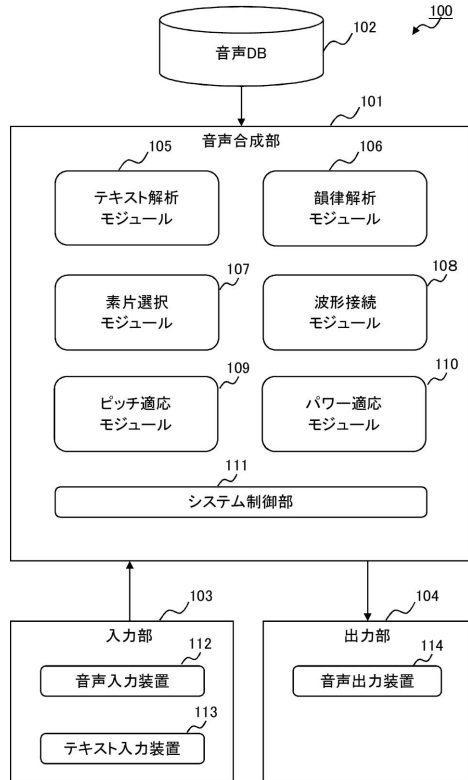 100
102
音声DB
101
音声合成部
105
106
テキスト解析
モジュール
韻律解析
モジュール
107
108
素片選択
モジュール
波形接続
モジュール
109
110
ピッチ適応
モジュール
パワー適応
モジュール
111
システム制御部
103
104
入力部
出力部
112
114
音声入力装置
音声出力装置
113
テキスト入力装置